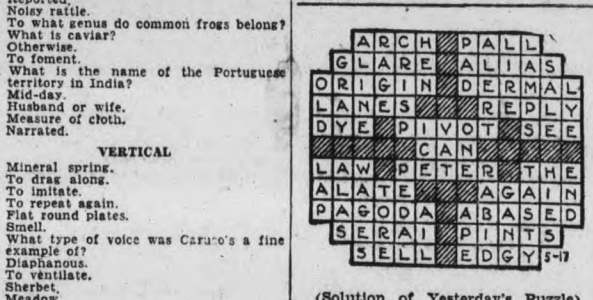 Reported.
Noisy rattle.
To what genus do common frogs belong?
What is caviar?
Otherwise.
To foment.
What is the name of the Portuguese
territory in India?
Mid-day.
Husband or wife.
Measure of cloth.
Narrated.
VERTICAL
Mineral spring.
To drag along.
To imitate.
To repeat again.
Flat round plates.
Smell.
What type of voice was Caruso's a fine
example of?
Diaphanous.
To ventilate.
Sherbet.
Meadow.
ARCH PALL
GLARE ALIAS
ORIGIN DERMAL
LANES REPLY
DYE PIVOT SEE
CAN
LAW PETER THE
ALATE AGAIN
PAGODA ABASED
SERAI PINTS
SELL EDGY 5-17
(Solution of Yesterday's Puzzle)